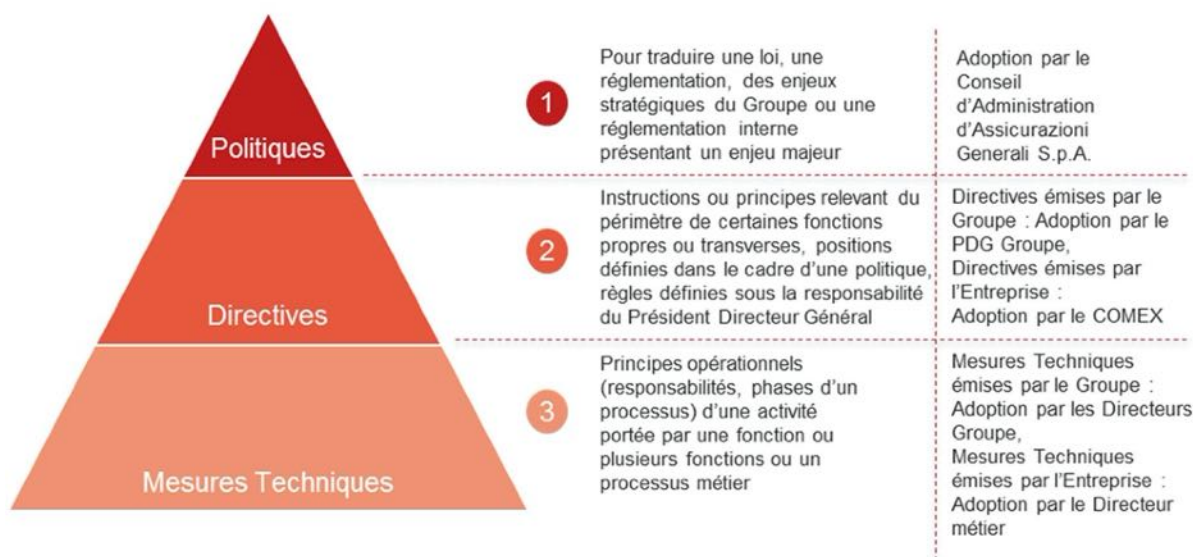 Politiques
1
Pour traduire une loi, une
réglementation, des enjeux
stratégiques du Groupe ou une
réglementation interne
présentant un enjeu majeur
Adoption par le
Conseil
d'Administration
d'Assicurazioni
Generali S.p.A.
Directives
2
Instructions ou principes relevant du
périmètre de certaines fonctions
propres ou transverses, positions
définies dans le cadre d'une politique,
règles définies sous la responsabilité
du Président Directeur Général
Directives émises par le
Groupe : Adoption par le
PDG Groupe,
Directives émises par
l'Entreprise :
Adoption par le COMEX
Mesures Techniques
3
Principes opérationnels
(responsabilités, phases d'un
processus) d'une activité
portée par une fonction ou
plusieurs fonctions ou un
processus métier
Mesures Techniques
émises par le Groupe :
Adoption par les Directeurs
Groupe,
Mesures Techniques
émises par l'Entreprise :
Adoption par le Directeur
métier